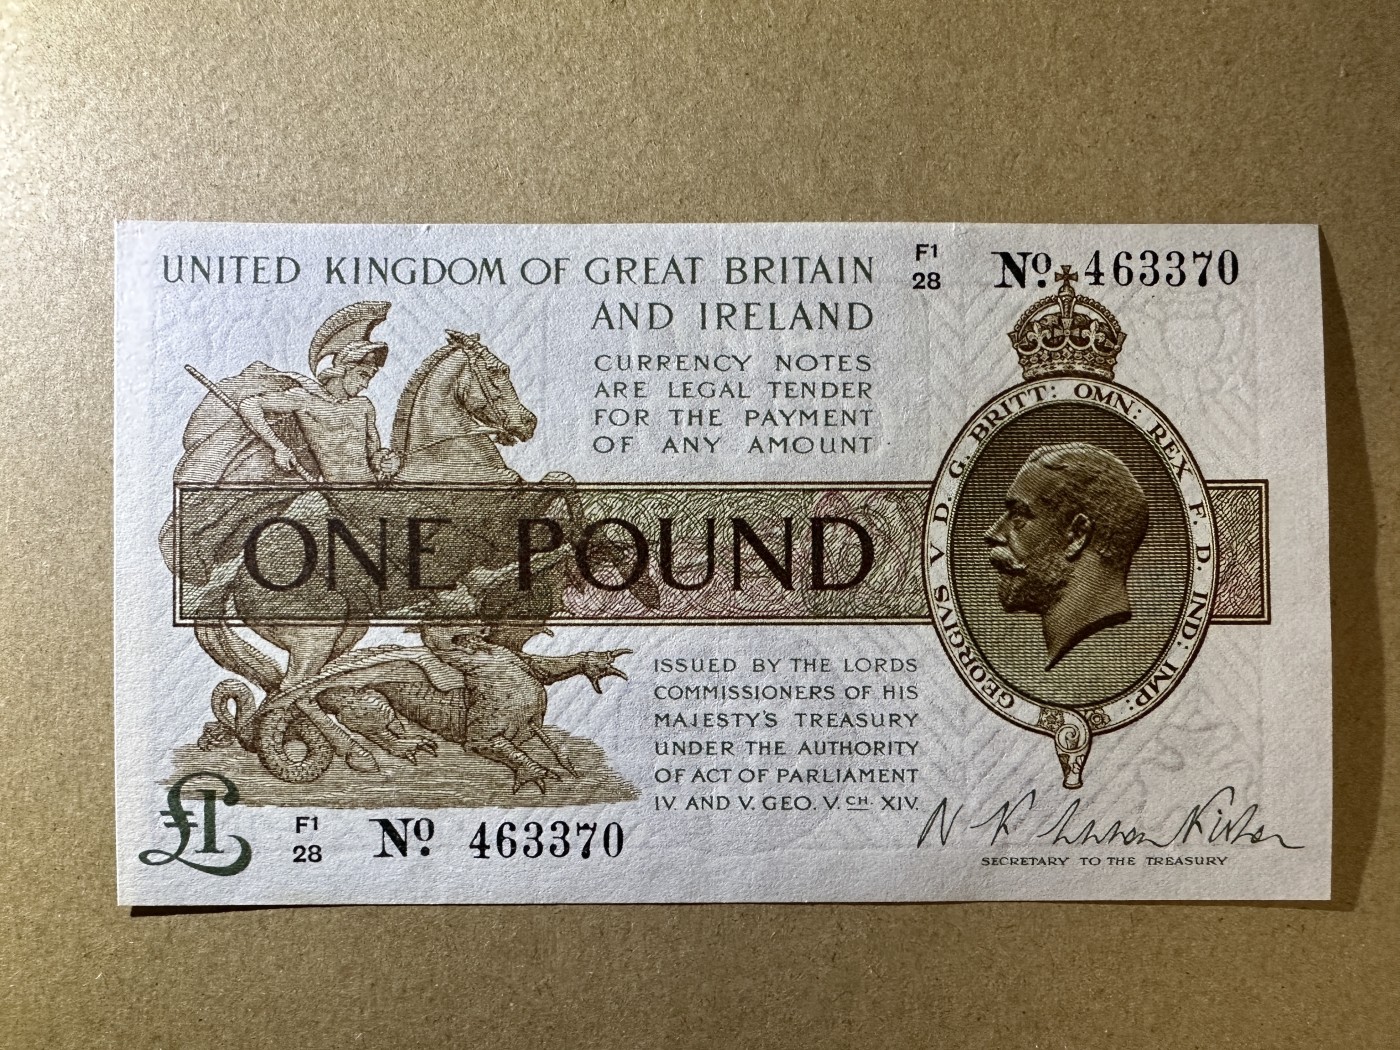 UNITED KINGDOM OF GREAT BRITAIN
AND IRELAND
F1
28
No. 463370
CURRENCY NOTES
ARE LEGAL TENDER
FOR THE PAYMENT
OF ANY AMOUNT
ONE POUND
GEORGIVS V D. G. BRITT: OMN: REX F. D. IND: IMP:
ISSUED BY THE LORDS
COMMISSIONERS OF HIS
MAJESTY'S TREASURY
UNDER THE AUTHORITY
OF ACT OF PARLIAMENT
IV. AND V. GEO. V. CH. XIV.
£1
F1
28
No. 463370
N K Warren Fisher
SECRETARY TO THE TREASURY